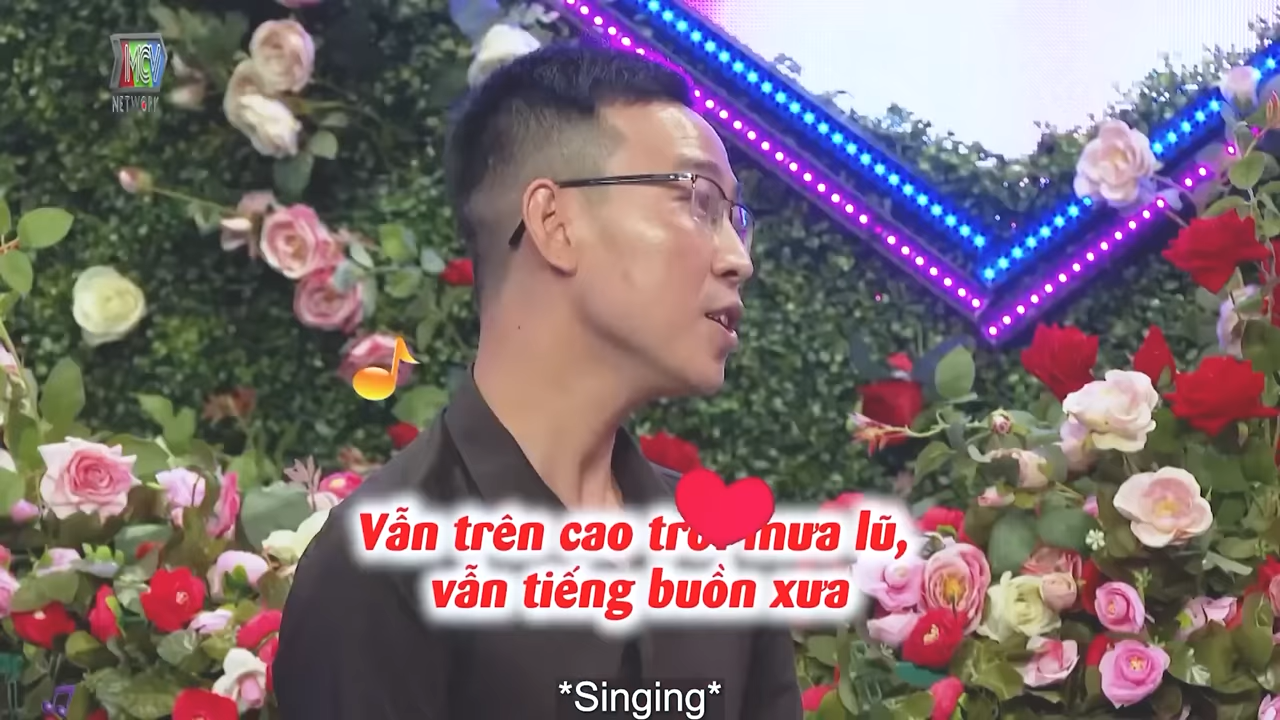 MCV
NETWORK
Vẫn trên cao trời mưa lũ,
vẫn tiếng buồn xưa
*Singing*